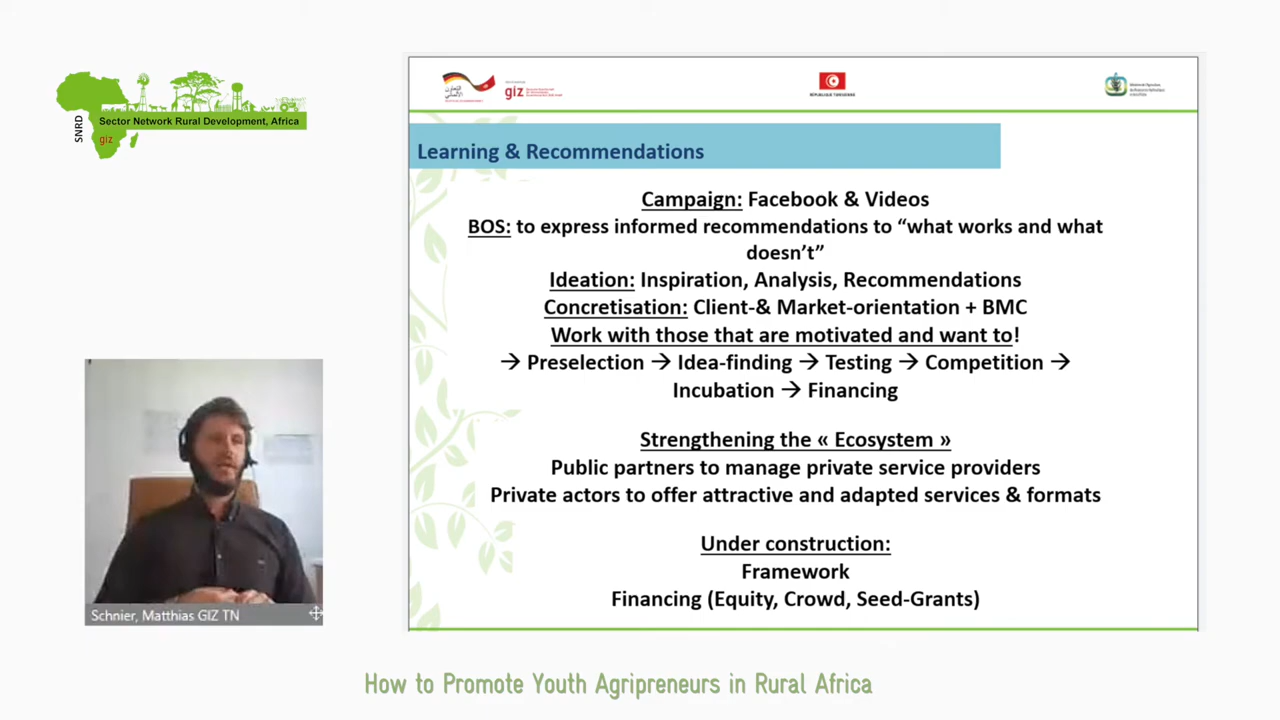 SNRD
Sector Network Rural Development, Africa
giz
giz
RÉPUBLIQUE TUNISIENNE
Learning & Recommendations
Campaign: Facebook & Videos
BOS: to express informed recommendations to “what works and what
doesn’t”
Ideation: Inspiration, Analysis, Recommendations
Concretisation: Client-& Market-orientation + BMC
Work with those that are motivated and want to!
→ Preselection → Idea-finding → Testing → Competition →
Incubation → Financing
Strengthening the « Ecosystem »
Public partners to manage private service providers
Private actors to offer attractive and adapted services & formats
Under construction:
Framework
Financing (Equity, Crowd, Seed-Grants)
Schnier, Matthias GIZ TN
How to Promote Youth Agripreneurs in Rural Africa